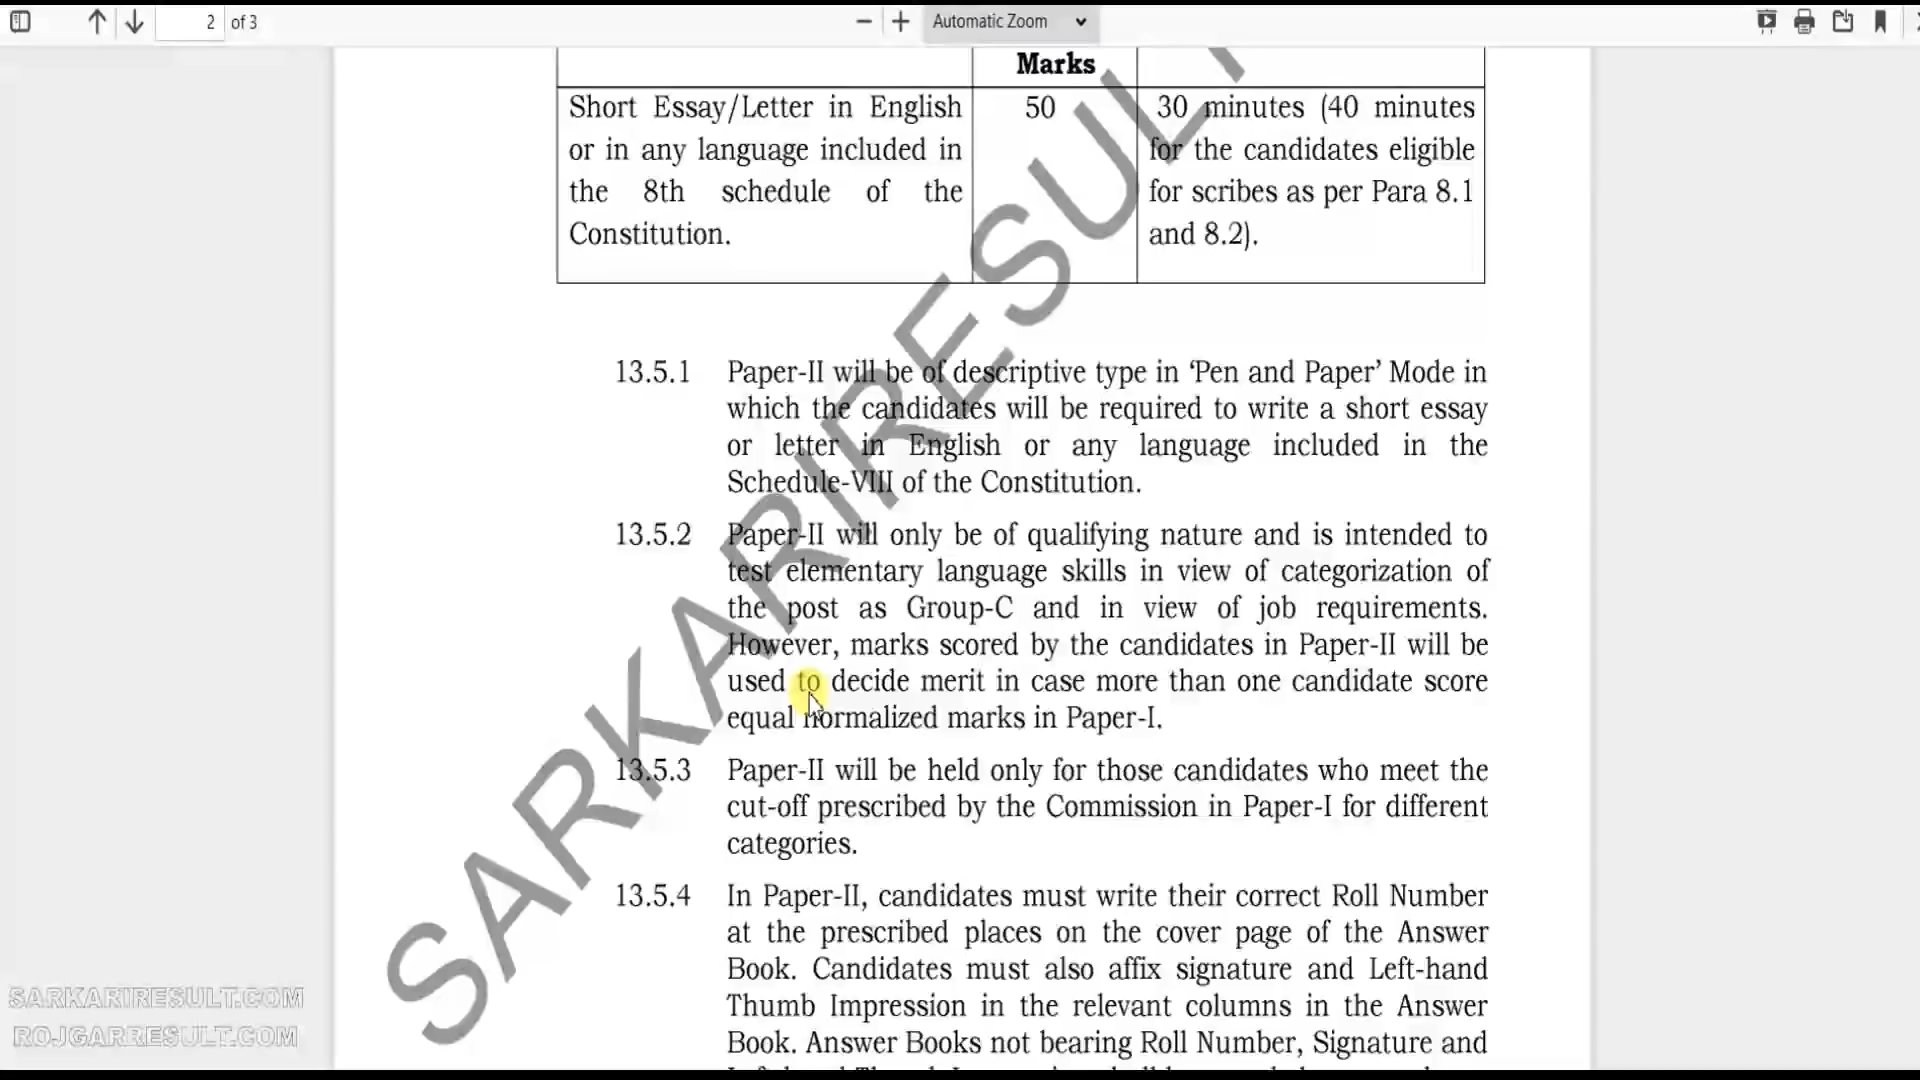 2 of 3
Automatic Zoom
Marks
Short Essay/Letter in English
or in any language included in
the 8th schedule of the
Constitution.
50
30 minutes (40 minutes
for the candidates eligible
for scribes as per Para 8.1
and 8.2).
13.5.1 Paper-II will be of descriptive type in ‘Pen and Paper’ Mode in
which the candidates will be required to write a short essay
or letter in English or any language included in the
Schedule-VIII of the Constitution.
13.5.2 Paper-II will only be of qualifying nature and is intended to
test elementary language skills in view of categorization of
the post as Group-C and in view of job requirements.
However, marks scored by the candidates in Paper-II will be
used to decide merit in case more than one candidate score
equal normalized marks in Paper-I.
13.5.3 Paper-II will be held only for those candidates who meet the
cut-off prescribed by the Commission in Paper-I for different
categories.
13.5.4 In Paper-II, candidates must write their correct Roll Number
at the prescribed places on the cover page of the Answer
Book. Candidates must also affix signature and Left-hand
Thumb Impression in the relevant columns in the Answer
Book. Answer Books not bearing Roll Number, Signature and
SARKARIRESUL
SARKARIRESULT.COM
ROJGARRESULT.COM